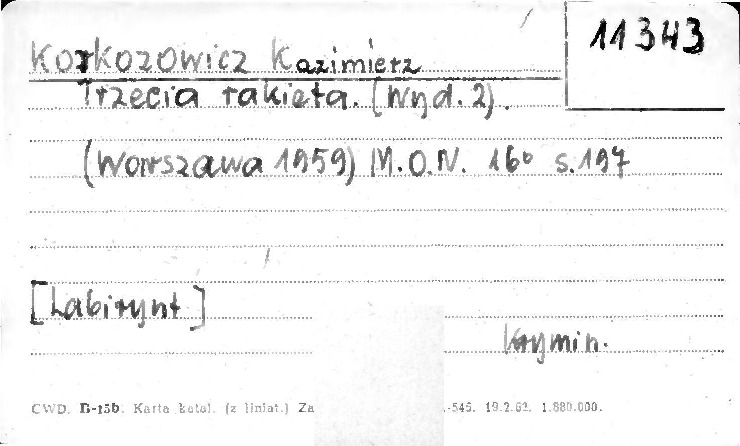 11343
Korkozowicz Kazimierz
Trzecia rakieta. [Wyd. 2).
(Warszawa 1959) M.O.N. 16° s.197
[Labirynt]
Krymin.
CWD. B-15b. Karta katal. (z liniat.) Za -545. 19.2.62. 1.880.000.